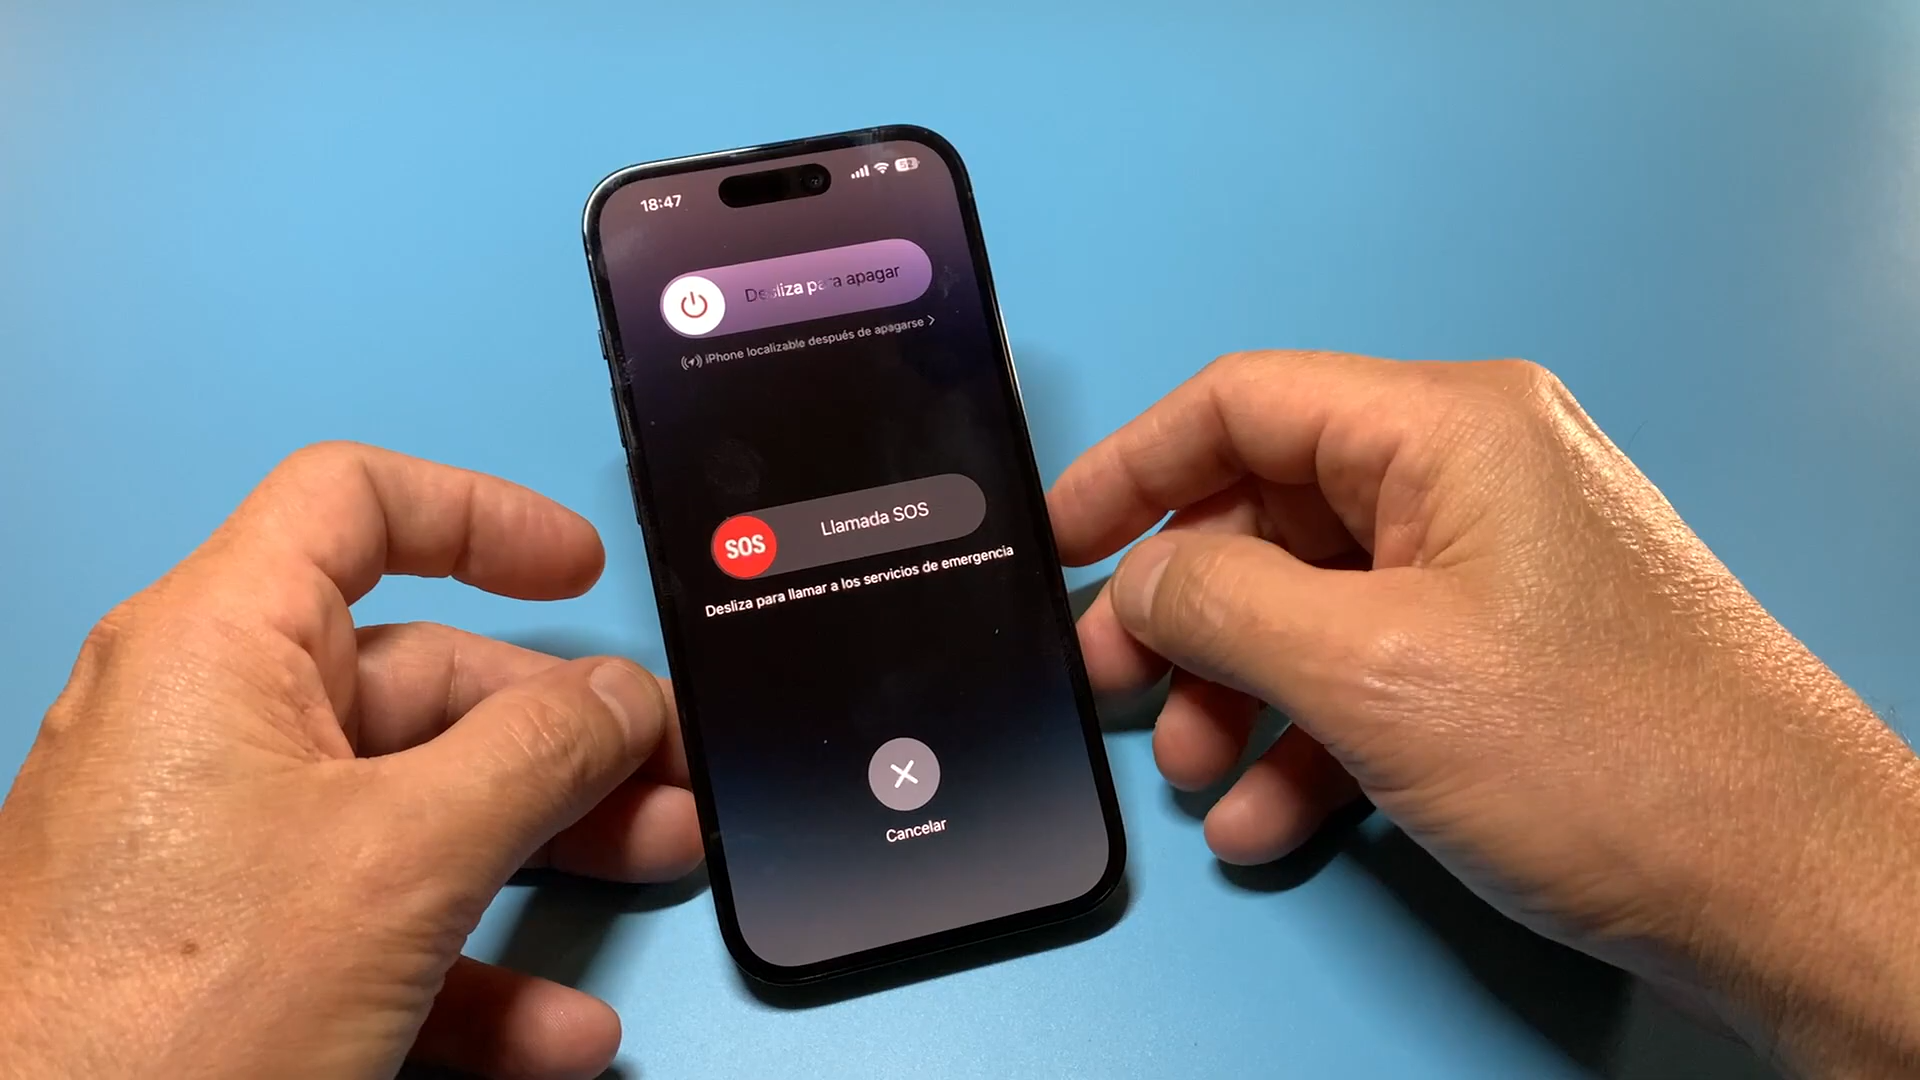 18:47
52
Desliza para apagar
iPhone localizable después de apagarse
SOS
Llamada SOS
Desliza para llamar a los servicios de emergencia
Cancelar